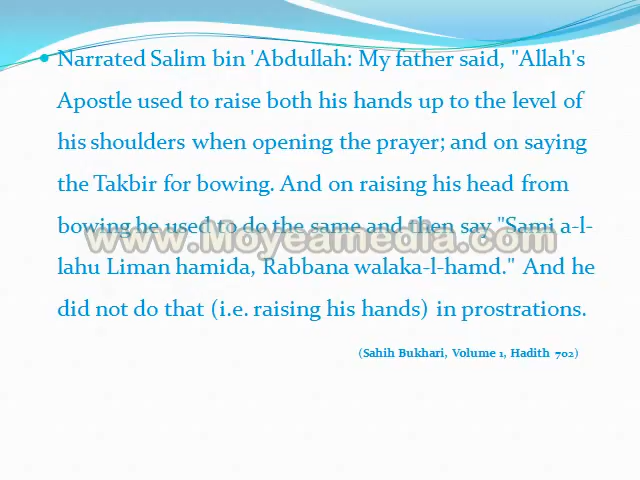 • Narrated Salim bin 'Abdullah: My father said, "Allah's
Apostle used to raise both his hands up to the level of
his shoulders when opening the prayer; and on saying
the Takbir for bowing. And on raising his head from
bowing he used to do the same and then say "Sami a-l-
www.Moyeamedia.com
lahu Liman hamida, Rabbana walaka-l-hamd." And he
did not do that (i.e. raising his hands) in prostrations.
(Sahih Bukhari, Volume 1, Hadith 702)